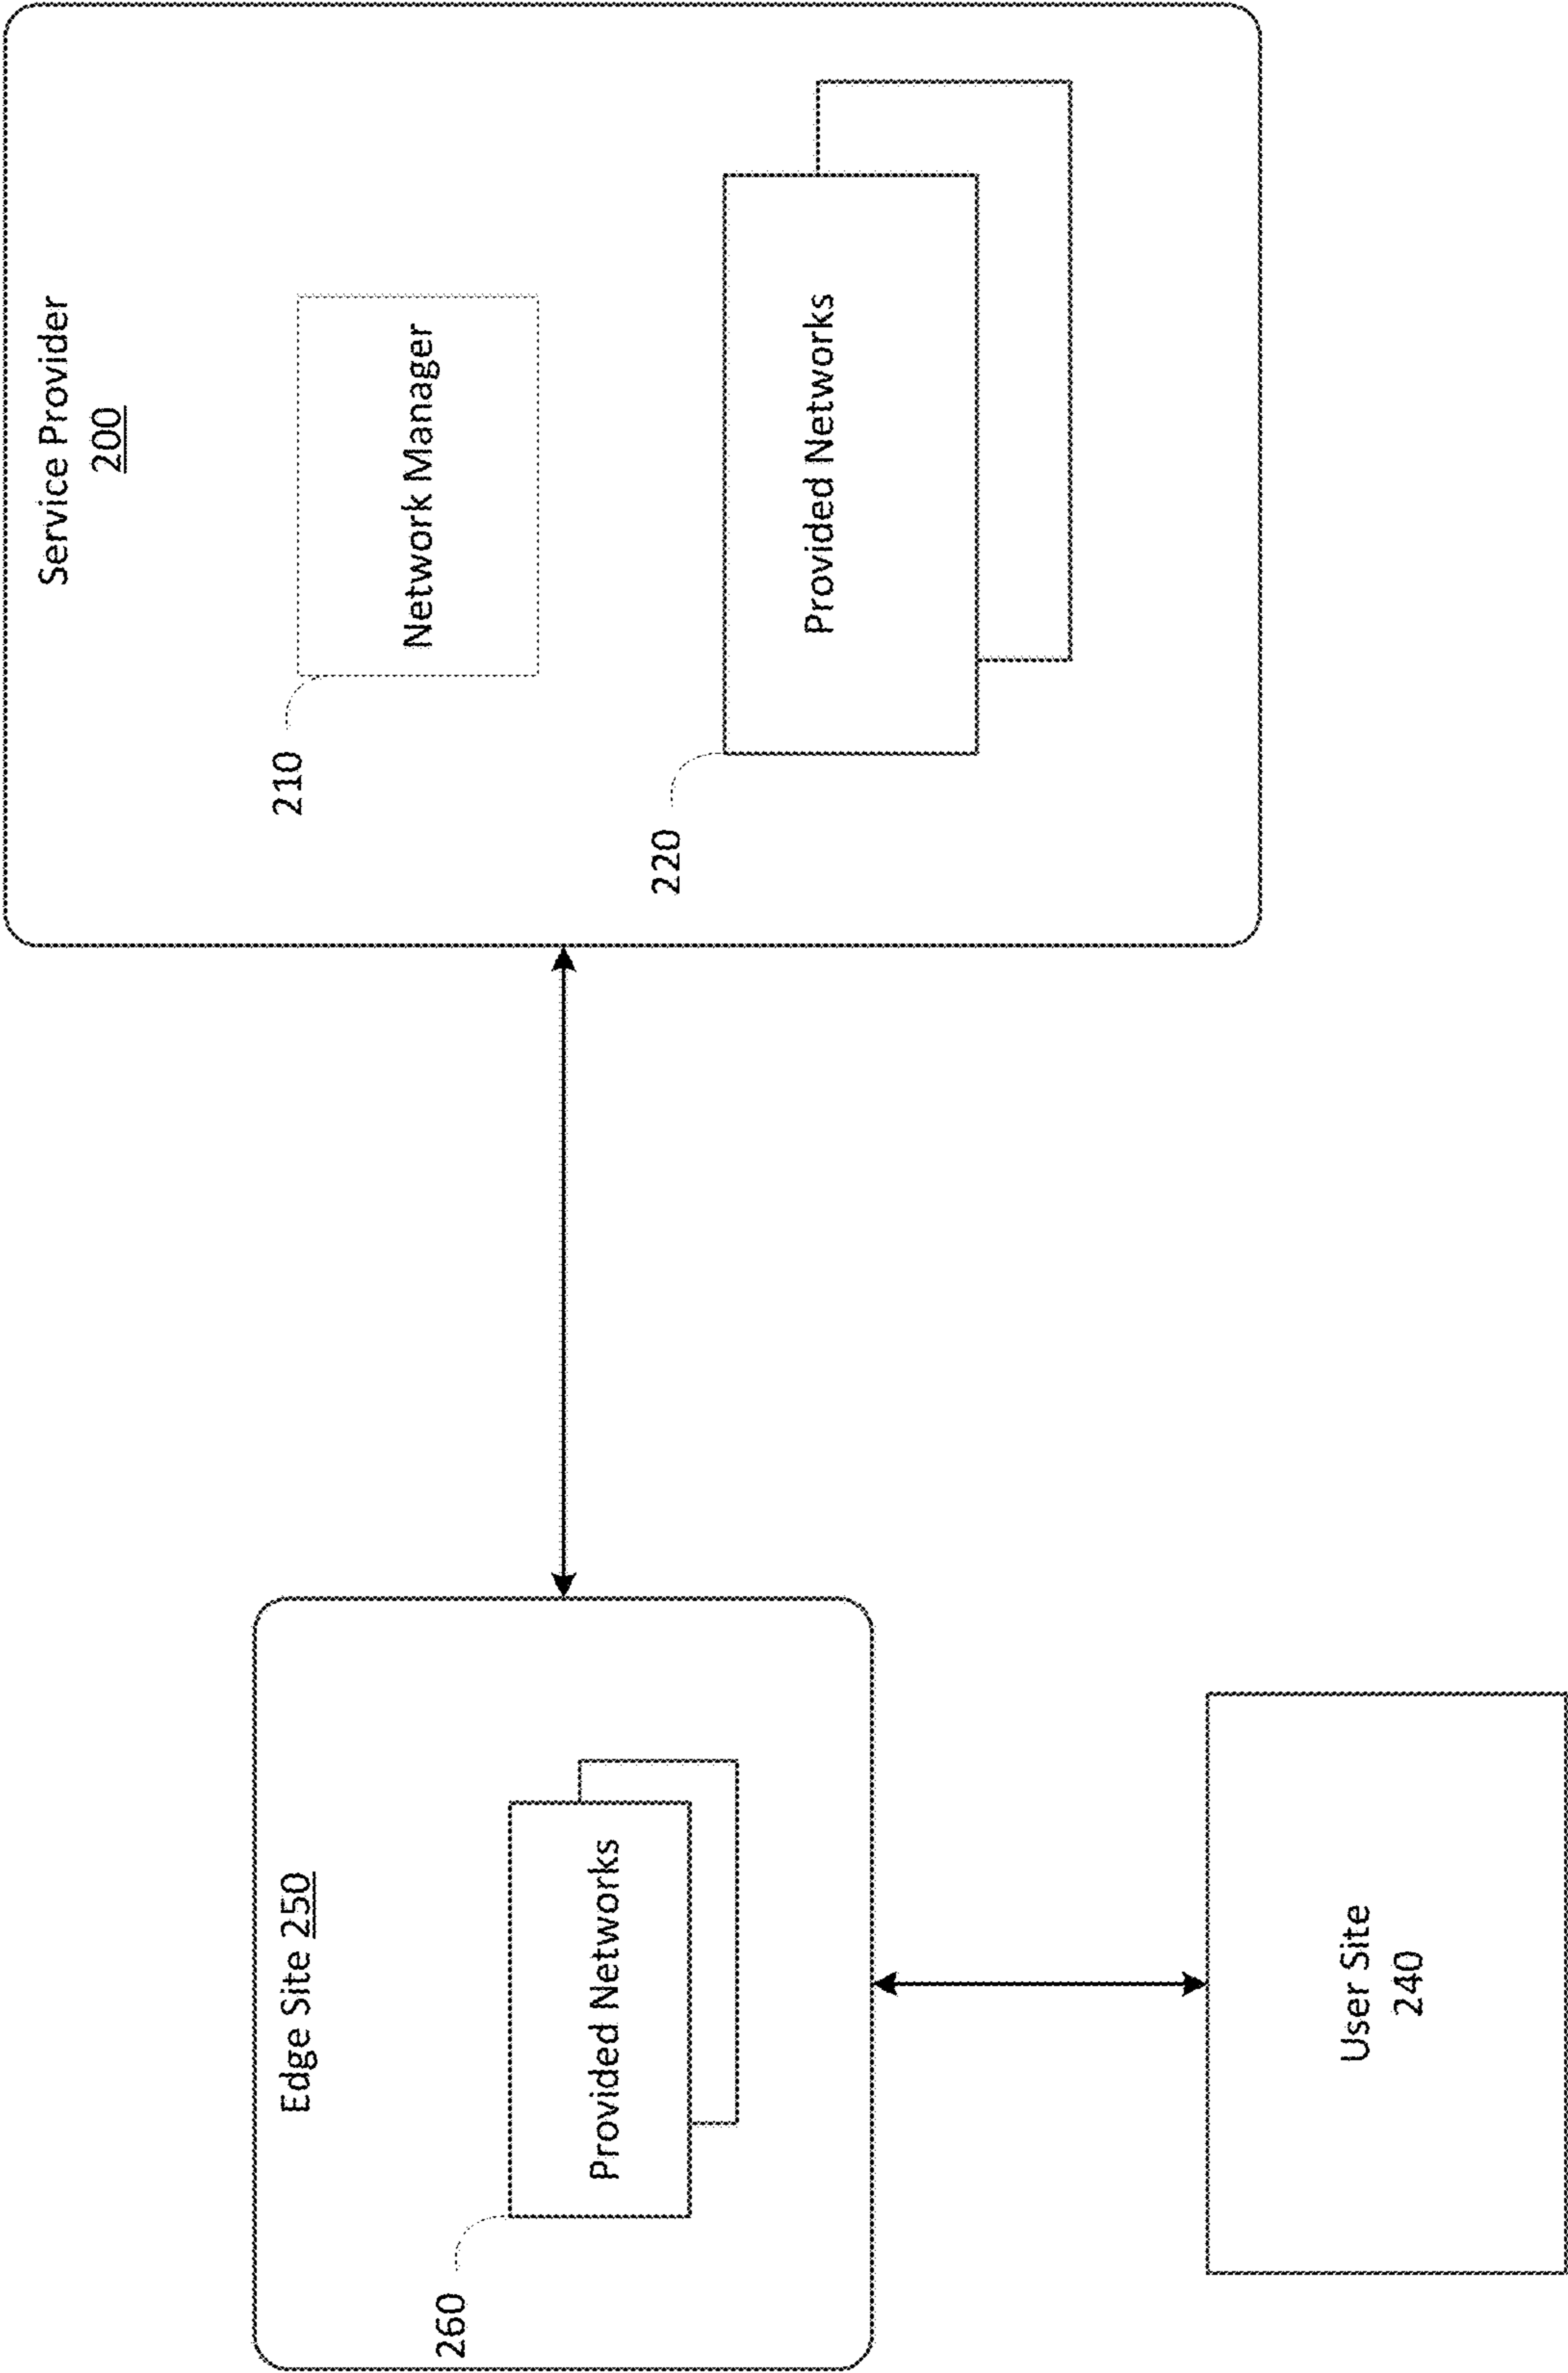 Edge Site 250
260
Provided Networks
User Site
240
Service Provider
200
210
Network Manager
220
Provided Networks